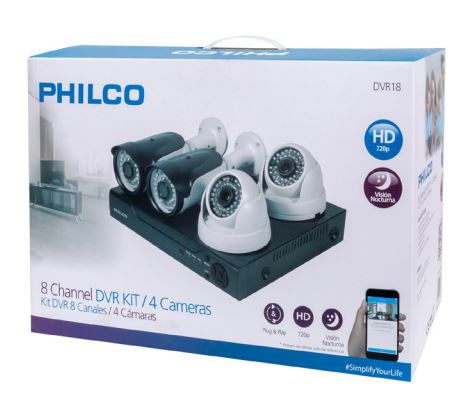 PHILCO
DVR18
HD
720p
Visión
Nocturna
PHILCO
8 Channel DVR KIT / 4 Cameras
Kit DVR 8 Canales / 4 Cámaras
&
HD
Plug & Play
720p
Visión
Nocturna
#SimplifyYourLife